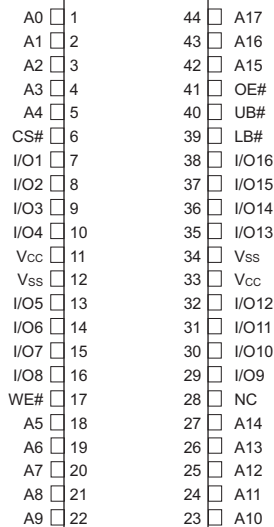 A0 1 44 A17
A1 2 43 A16
A2 3 42 A15
A3 4 41 OE#
A4 5 40 UB#
CS# 6 39 LB#
I/O1 7 38 I/O16
I/O2 8 37 I/O15
I/O3 9 36 I/O14
I/O4 10 35 I/O13
Vcc 11 34 Vss
Vss 12 33 Vcc
I/O5 13 32 I/O12
I/O6 14 31 I/O11
I/O7 15 30 I/O10
I/O8 16 29 I/O9
WE# 17 28 NC
A5 18 27 A14
A6 19 26 A13
A7 20 25 A12
A8 21 24 A11
A9 22 23 A10